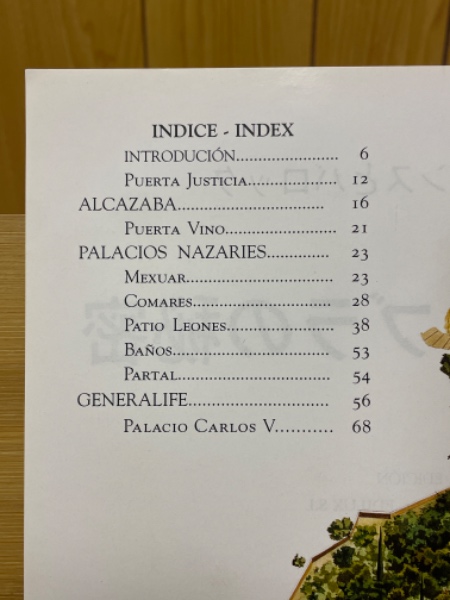 INDICE - INDEX
INTRODUCIÓN....................... 6
PUERTA JUSTICIA.................... 12
ALCAZABA................................. 16
PUERTA VINO......................... 21
PALACIOS NAZARIES.............. 23
MEXUAR................................. 23
COMARES............................... 28
PATIO LEONES........................ 38
BAÑOS................................... 53
PARTAL.................................. 54
GENERALIFE................................ 56
PALACIO CARLOS V........... 68